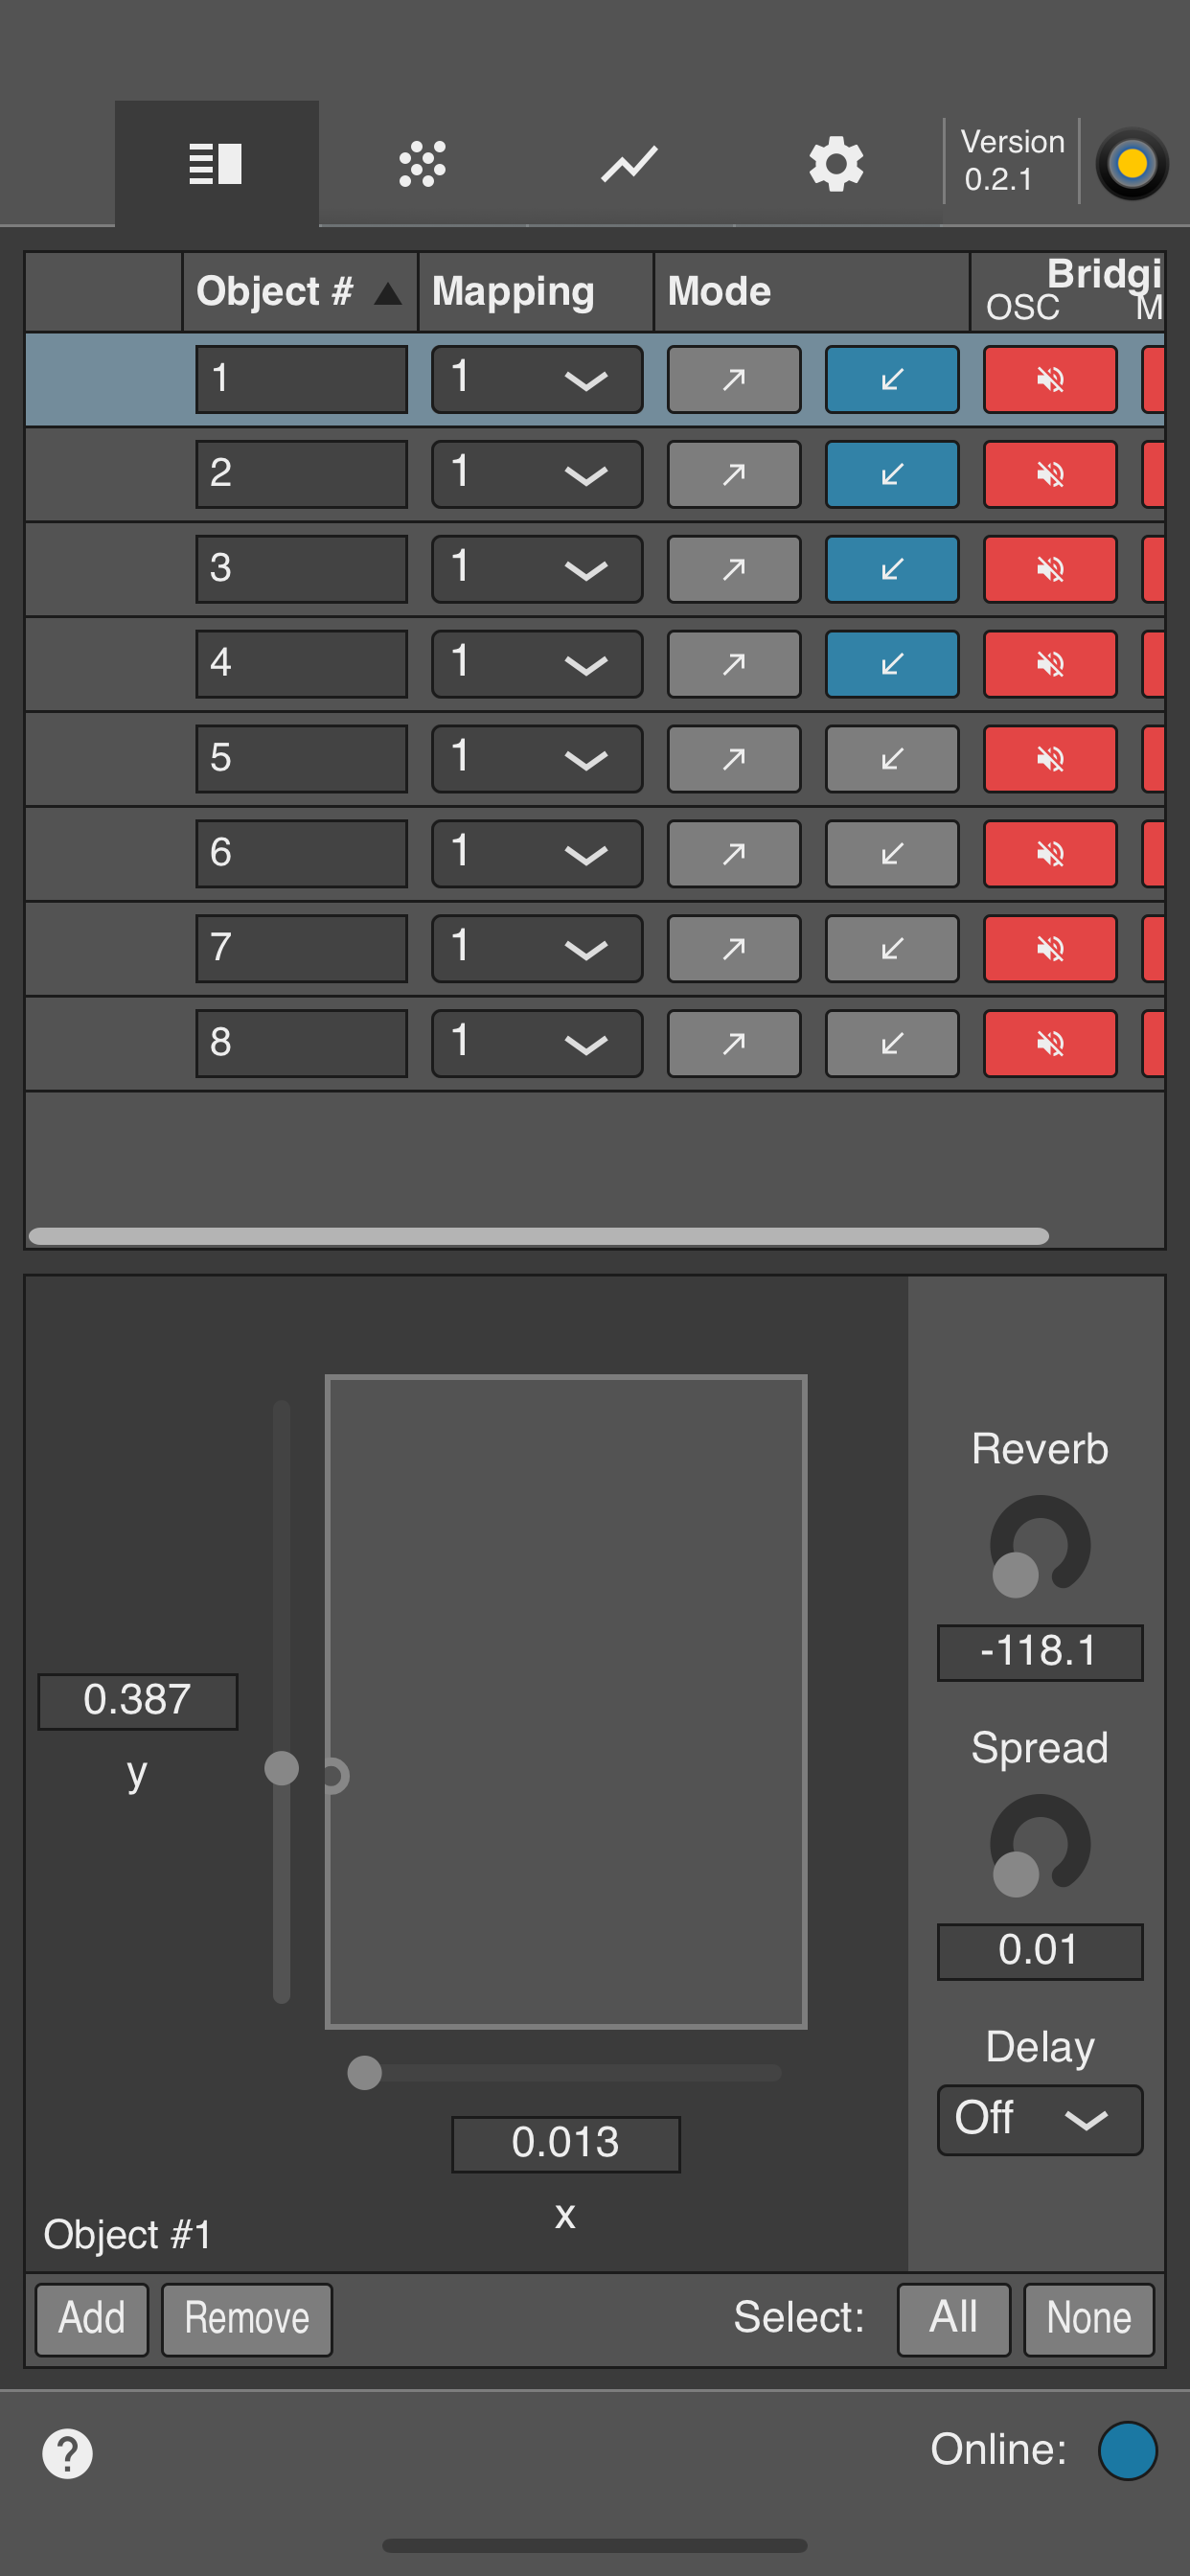 Version
0.2.1
Object # Mapping Mode Bridgi
OSC M
1 1
2 1
3 1
4 1
5 1
6 1
7 1
8 1
Reverb
-118.1
0.387
y
Spread
0.01
Delay
Off
0.013
x
Object #1
Add Remove Select: All None
? Online: